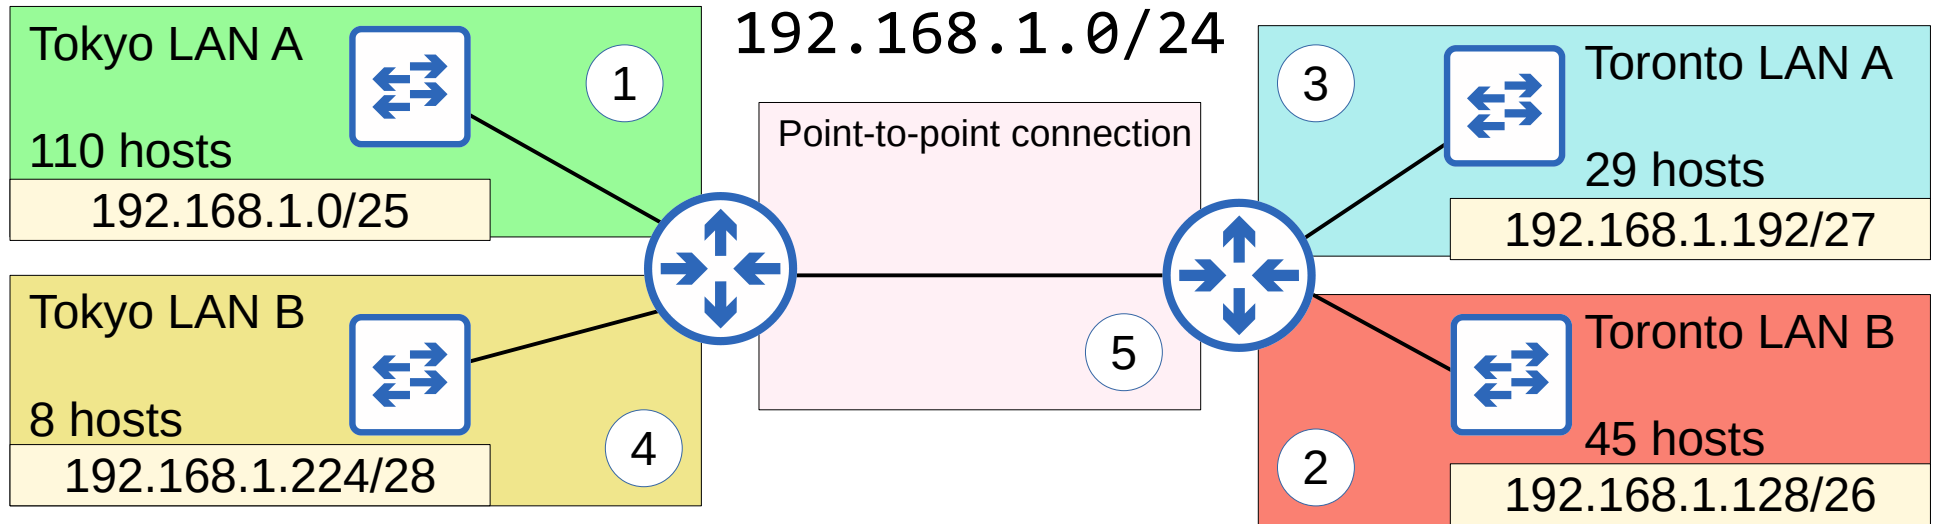 192.168.1.0/24
Tokyo LAN A
1
110 hosts
192.168.1.0/25
Tokyo LAN B
8 hosts
4
192.168.1.224/28
Point-to-point connection
5
3
Toronto LAN A
29 hosts
192.168.1.192/27
Toronto LAN B
2
45 hosts
192.168.1.128/26